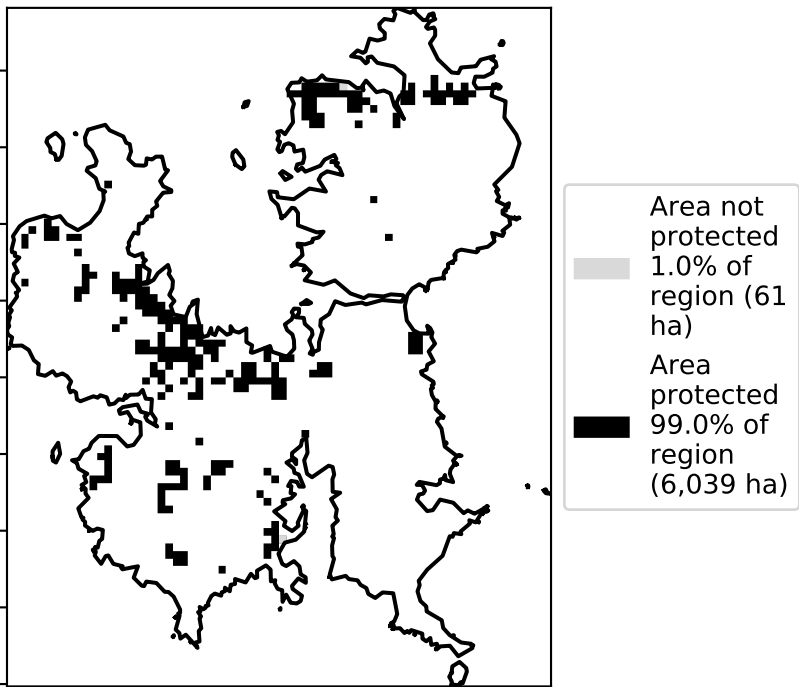 Area not
protected
1.0% of
region (61
ha)
Area
protected
99.0% of
region
(6,039 ha)